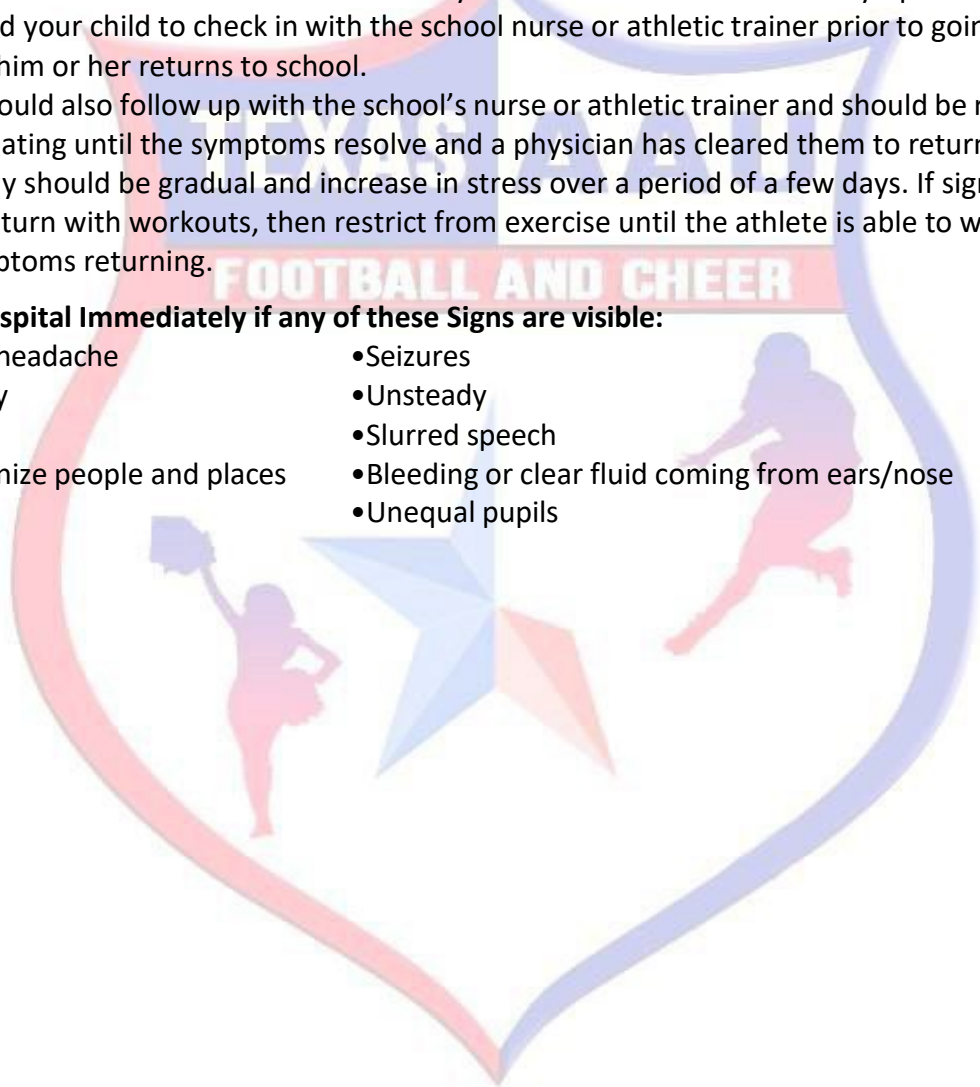 d your child to check in with the school nurse or athletic trainer prior to goin
him or her returns to school.
ould also follow up with the school's nurse or athletic trainer and should be r
ating until the symptoms resolve and a physician has cleared them to return
y should be gradual and increase in stress over a period of a few days. If sign
turn with workouts, then restrict from exercise until the athlete is able to w
ptoms returning.
TEXAS AAU
FOOTBALL AND CHEER
spital Immediately if any of these Signs are visible:
headache •Seizures
y •Unsteady
•Slurred speech
nize people and places •Bleeding or clear fluid coming from ears/nose
•Unequal pupils